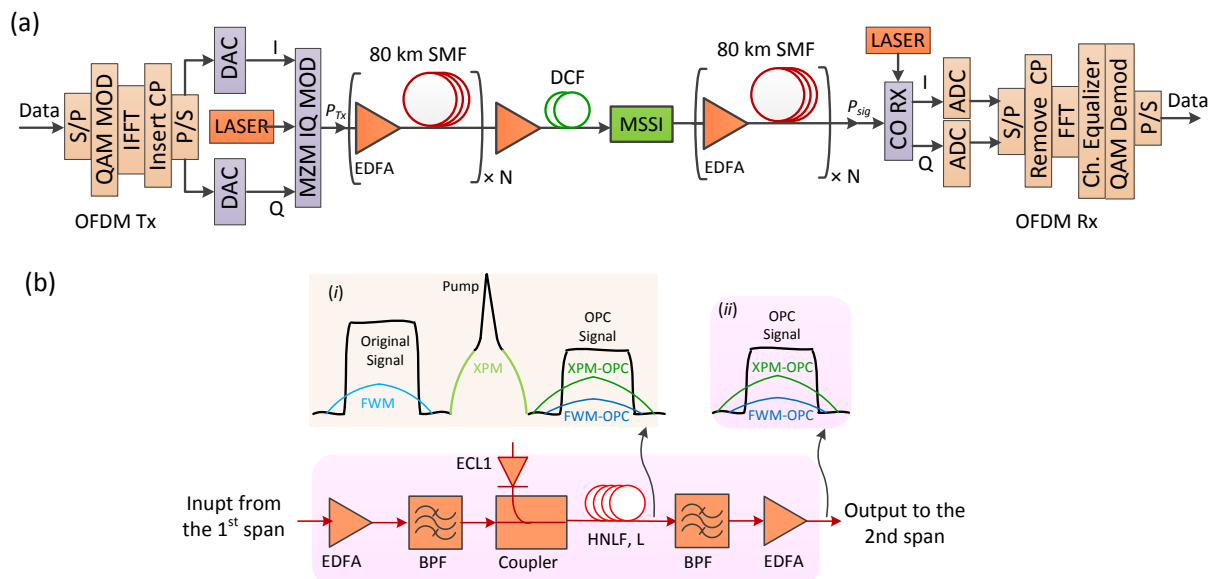 (a)
Data
S/P
QAM MOD
IFFT
Insert CP
P/S
OFDM Tx
DAC
I
LASER
DAC
Q
MZM IQ MOD
P_Tx
80 km SMF
EDFA
× N
DCF
MSSI
80 km SMF
EDFA
× N
P_sig
LASER
CO RX
I
Q
ADC
ADC
S/P
Remove CP
FFT
Ch. Equalizer
QAM Demod
P/S
Data
OFDM Rx
(b)
(i)
Original
Signal
FWM
Pump
XPM
OPC
Signal
XPM-OPC
FWM-OPC
(ii)
OPC
Signal
XPM-OPC
FWM-OPC
Inupt from
the 1st span
EDFA
BPF
ECL1
Coupler
HNLF, L
BPF
EDFA
Output to the
2nd span